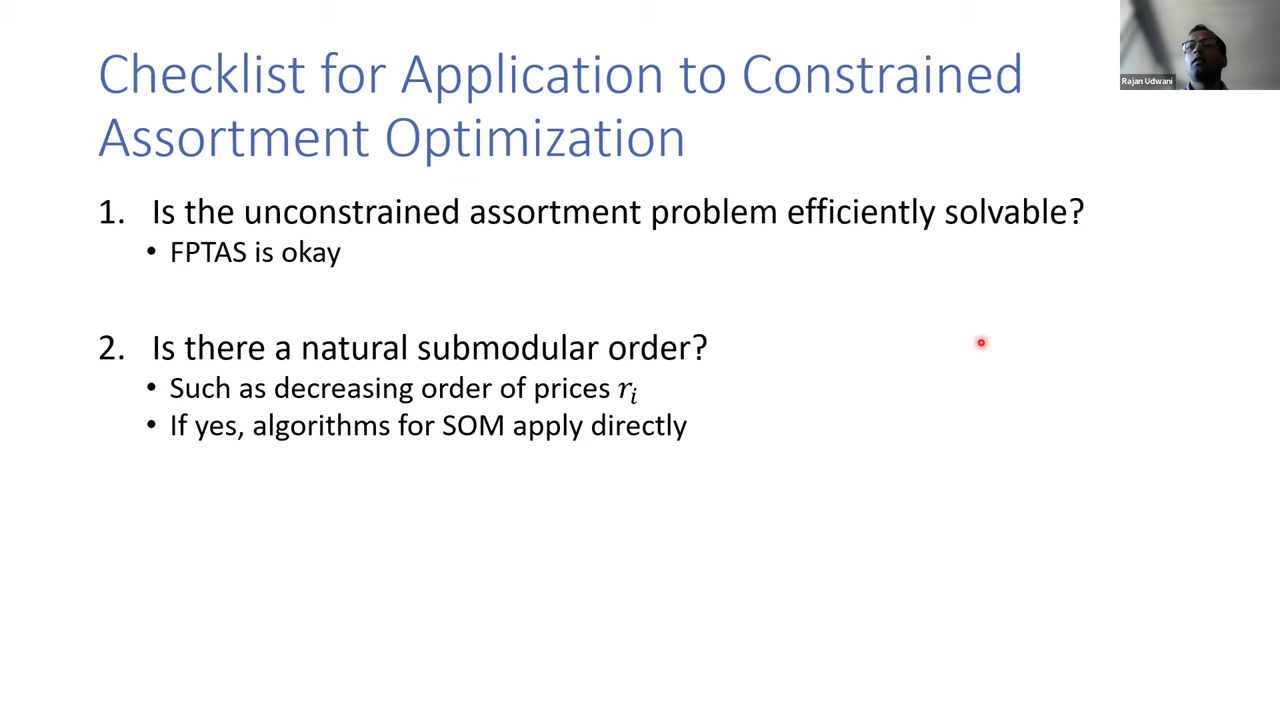 Checklist for Application to Constrained
Assortment Optimization
1. Is the unconstrained assortment problem efficiently solvable?
• FPTAS is okay
2. Is there a natural submodular order?
• Such as decreasing order of prices rᵢ
• If yes, algorithms for SOM apply directly
Rajan Udwani